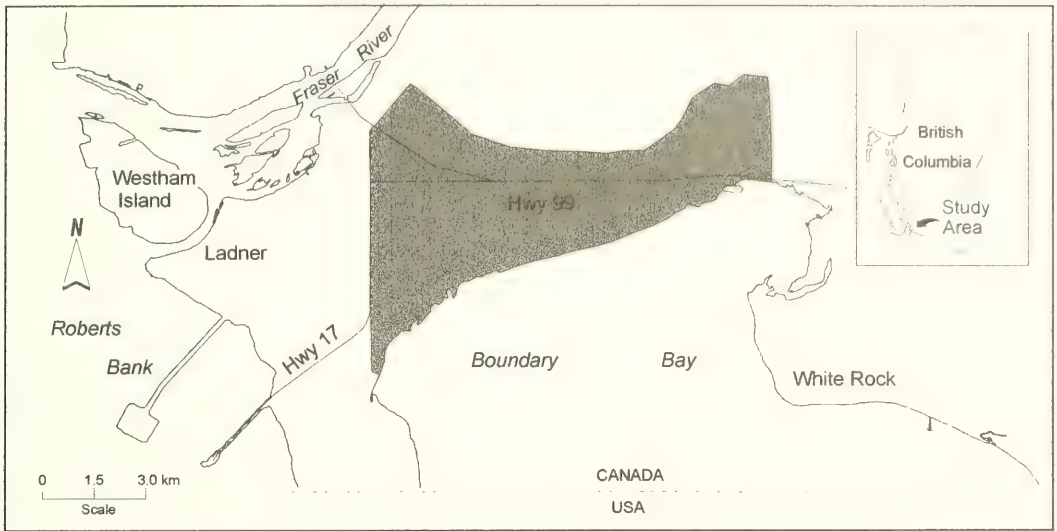 Fraser River
British
Columbia /
Study
Area
Westham
Island
N
Ladner
Hwy 99
Roberts
Bank
Hwy 17
Boundary Bay
White Rock
0 1.5 3.0 km
Scale
CANADA
USA